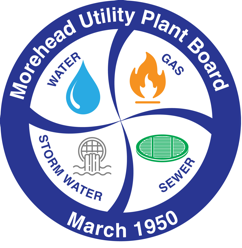 Morehead Utility Plant Board
WATER
GAS
STORM WATER
SEWER
March 1950